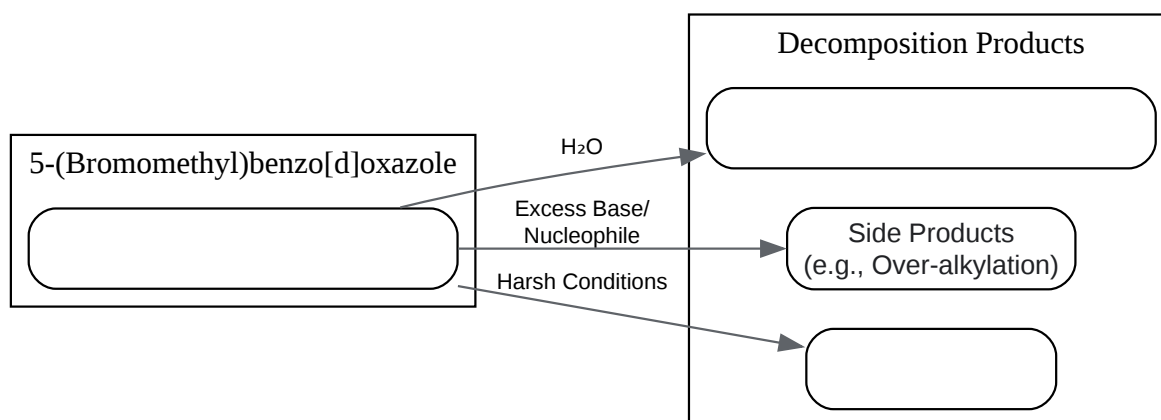 Decomposition Products
5-(Bromomethyl)benzo[d]oxazole
H₂O
Excess Base/
Nucleophile
Side Products
(e.g., Over-alkylation)
Harsh Conditions